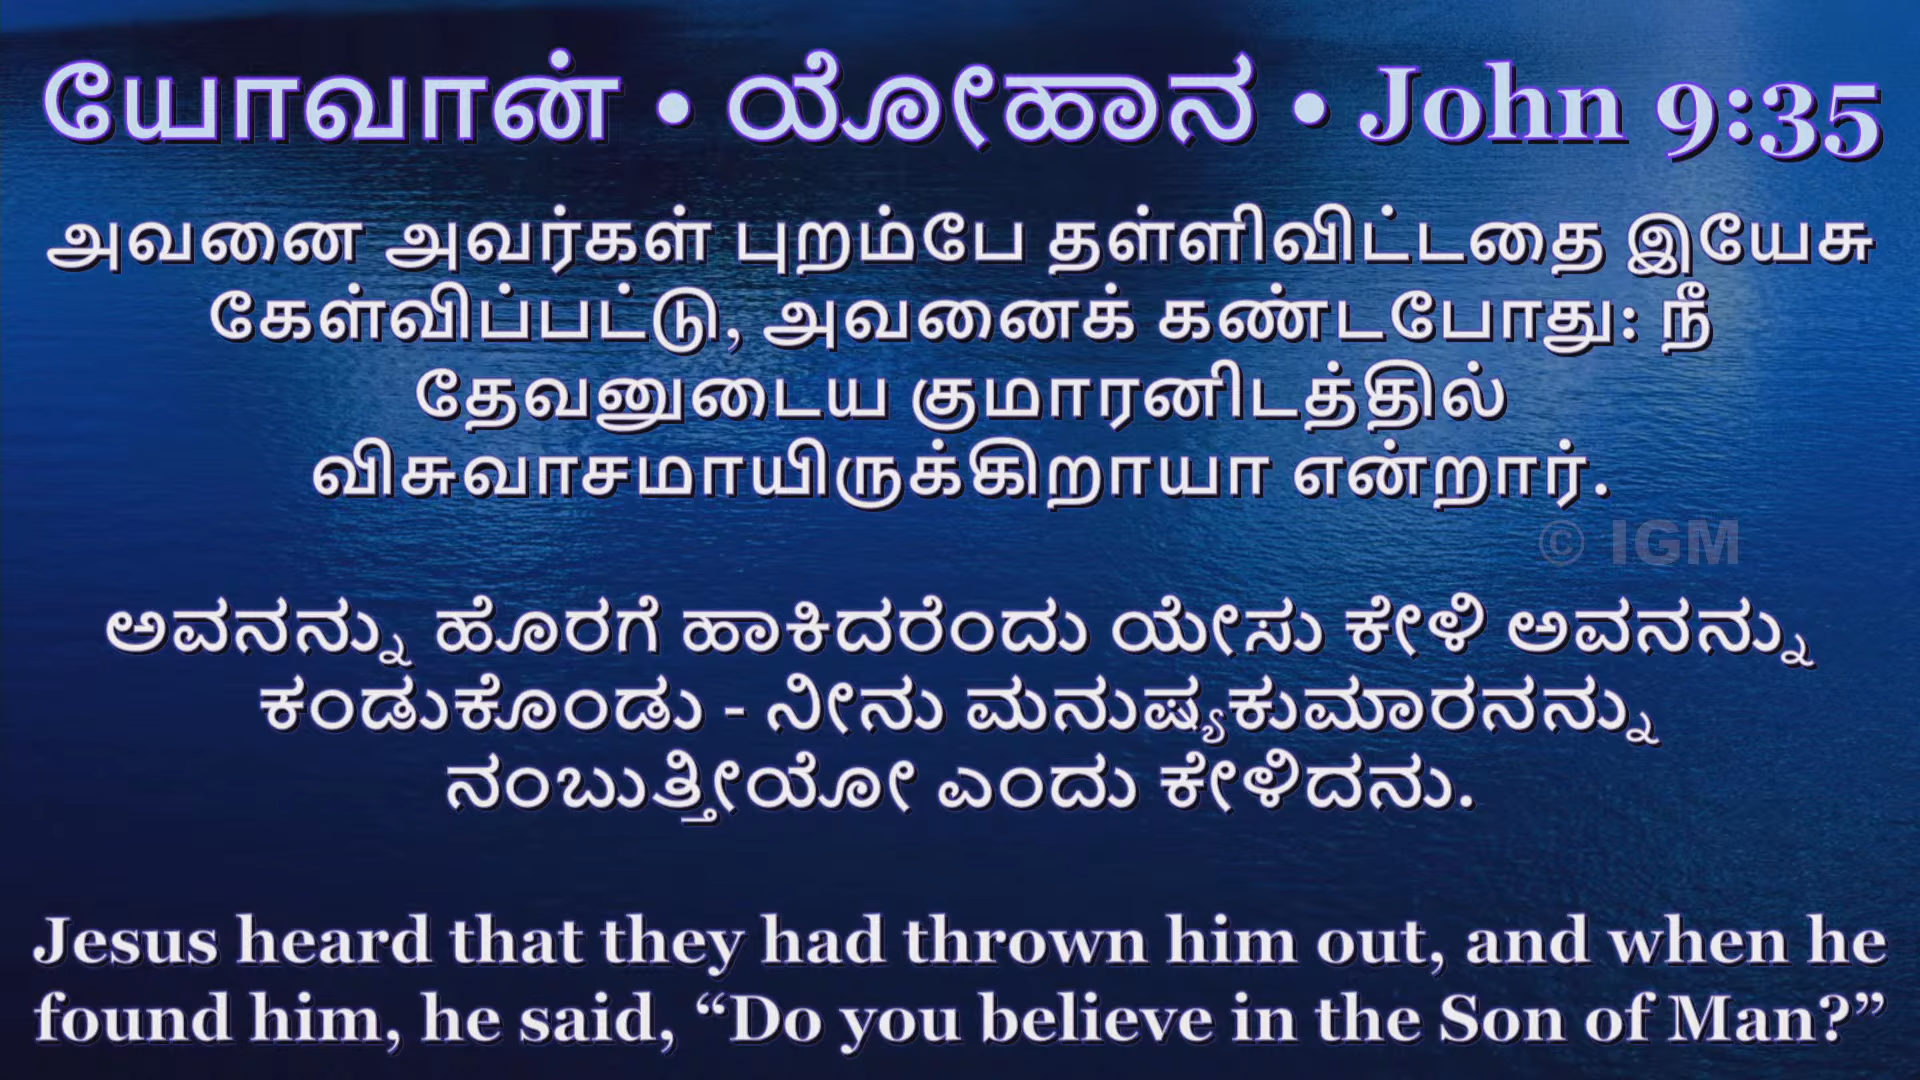 யோவான் • ಯೋಹಾನ • John 9:35
அவனை அவர்கள் புறம்பே தள்ளிவிட்டதை இயேசு
கேள்விப்பட்டு, அவனைக் கண்டபோது: நீ
தேவனுடைய குமாரனிடத்தில்
விசுவாசமாயிருக்கிறாயா என்றார்.
© IGM
ಅವನನ್ನು ಹೊರಗೆ ಹಾಕಿದರೆಂದು ಯೇಸು ಕೇಳಿ ಅವನನ್ನು
ಕಂಡುಕೊಂಡು - ನೀನು ಮನುಷ್ಯಕುಮಾರನನ್ನು
ನಂಬುತ್ತೀಯೋ ಎಂದು ಕೇಳಿದನು.
Jesus heard that they had thrown him out, and when he
found him, he said, “Do you believe in the Son of Man?”